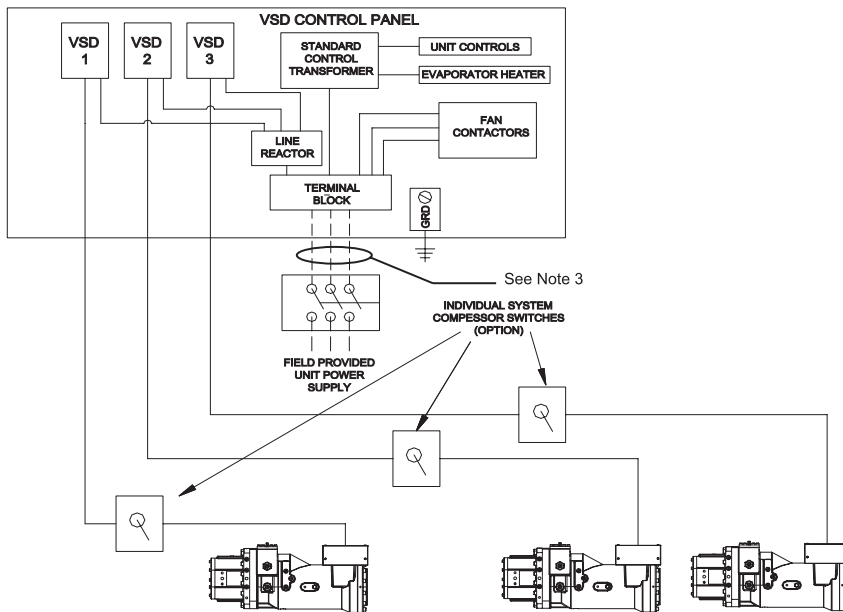 VSD CONTROL PANEL
VSD
1
VSD
2
VSD
3
STANDARD
CONTROL
TRANSFORMER
UNIT CONTROLS
EVAPORATOR HEATER
FAN
CONTACTORS
LINE
REACTOR
TERMINAL
BLOCK
GRD
See Note 3
INDIVIDUAL SYSTEM
COMPESSOR SWITCHES
(OPTION)
FIELD PROVIDED
UNIT POWER
SUPPLY